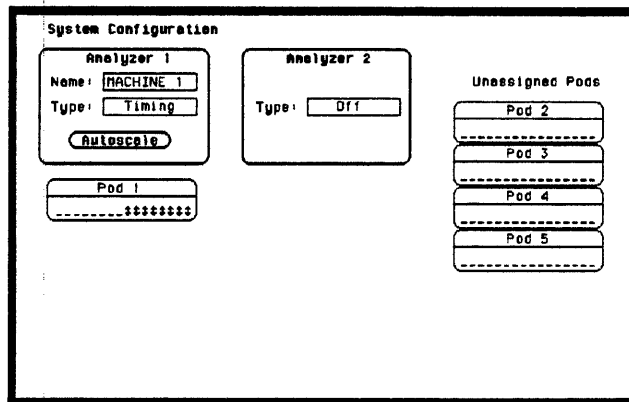 System Configuration
Analyzer 1
Name: MACHINE 1
Type: Timing
Autoscale
Pod 1
--------‡‡‡‡‡‡‡‡
Analyzer 2
Type: Off
Unassigned Pods
Pod 2
----------------
Pod 3
----------------
Pod 4
----------------
Pod 5
----------------